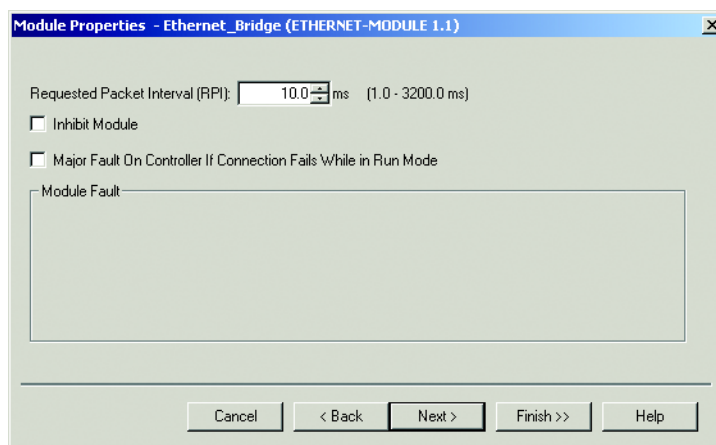 Module Properties - Ethernet_Bridge (ETHERNET-MODULE 1.1)
Requested Packet Interval (RPI): 10.0 ms (1.0 - 3200.0 ms)
Inhibit Module
Major Fault On Controller If Connection Fails While in Run Mode
Module Fault
Cancel < Back Next > Finish >> Help